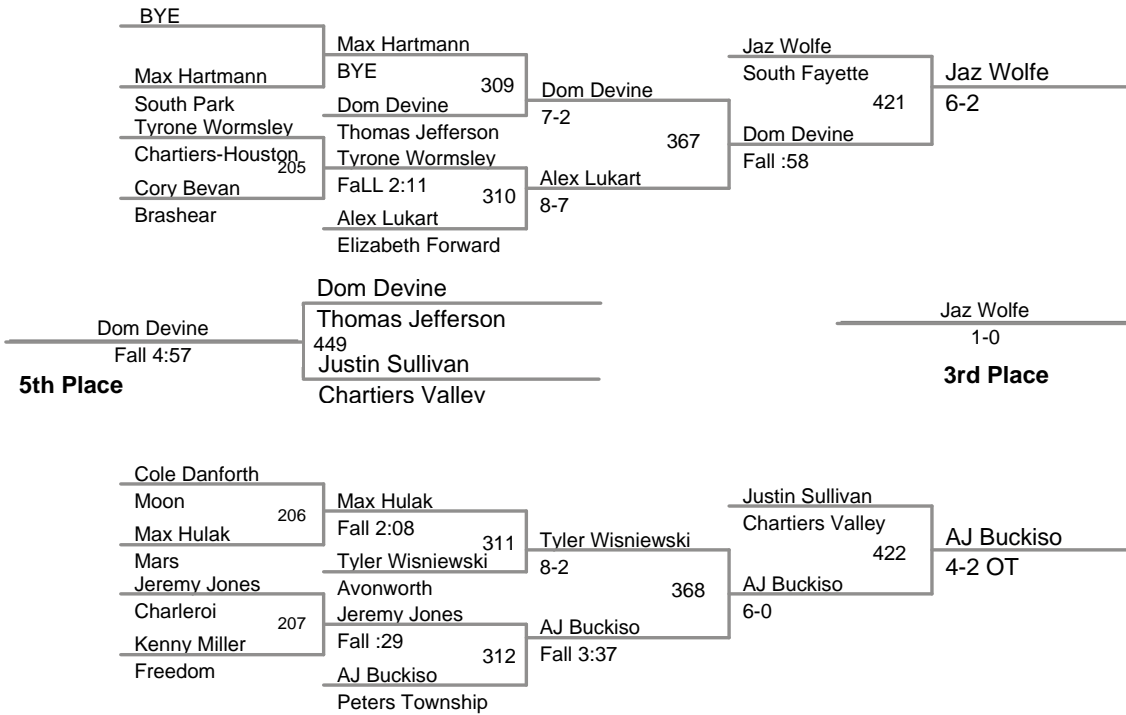 BYE
Max Hartmann
South Park
Tyrone Wormsley
Chartiers-Houston
205
Cory Bevan
Brashear
Max Hartmann
BYE
309
Dom Devine
Thomas Jefferson
Tyrone Wormsley
FaLL 2:11
310
Alex Lukart
Elizabeth Forward
Dom Devine
7-2
367
Alex Lukart
8-7
Jaz Wolfe
South Fayette
421
Dom Devine
Fall :58
Jaz Wolfe
6-2
Dom Devine
Fall 4:57
5th Place
Dom Devine
Thomas Jefferson
449
Justin Sullivan
Chartiers Valley
Jaz Wolfe
1-0
3rd Place
Cole Danforth
Moon
206
Max Hulak
Mars
Jeremy Jones
Charleroi
207
Kenny Miller
Freedom
Max Hulak
Fall 2:08
311
Tyler Wisniewski
Avonworth
Jeremy Jones
Fall :29
312
AJ Buckiso
Peters Township
Tyler Wisniewski
8-2
368
AJ Buckiso
Fall 3:37
Justin Sullivan
Chartiers Valley
422
AJ Buckiso
6-0
AJ Buckiso
4-2 OT